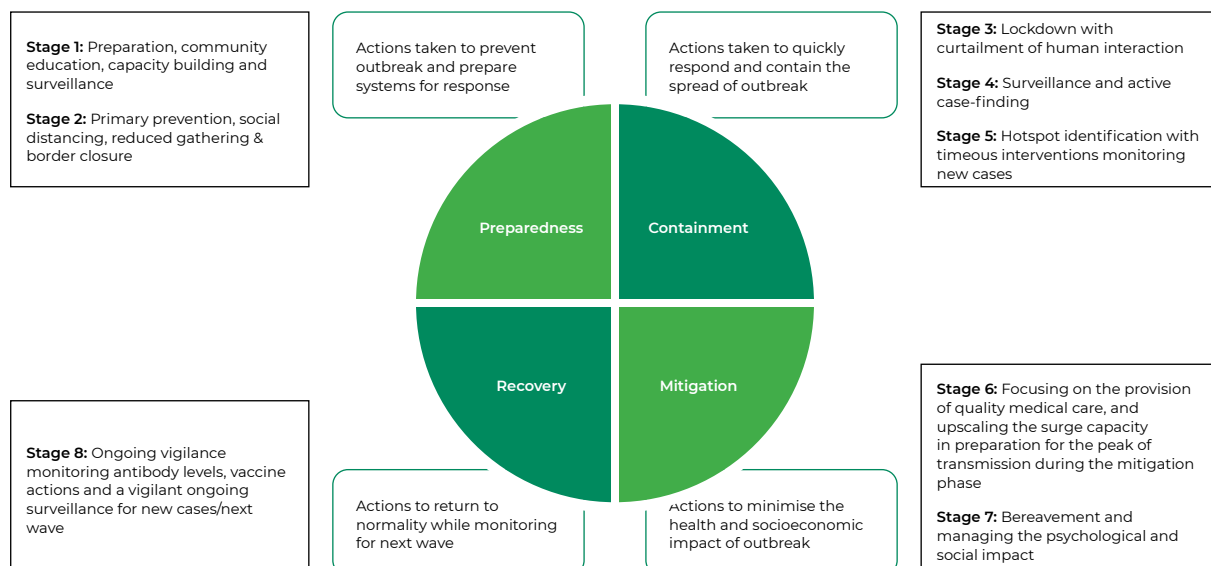 Stage 1: Preparation, community
education, capacity building and
surveillance
Stage 2: Primary prevention, social
distancing, reduced gathering &
border closure
Actions taken to prevent
outbreak and prepare
systems for response
Actions taken to quickly
respond and contain the
spread of outbreak
Stage 3: Lockdown with
curtailment of human interaction
Stage 4: Surveillance and active
case-finding
Stage 5: Hotspot identification with
timeous interventions monitoring
new cases
Preparedness
Containment
Recovery
Mitigation
Stage 8: Ongoing vigilance
monitoring antibody levels, vaccine
actions and a vigilant ongoing
surveillance for new cases/next
wave
Actions to return to
normality while monitoring
for next wave
Actions to minimise the
health and socioeconomic
impact of outbreak
Stage 6: Focusing on the provision
of quality medical care, and
upscaling the surge capacity
in preparation for the peak of
transmission during the mitigation
phase
Stage 7: Bereavement and
managing the psychological and
social impact